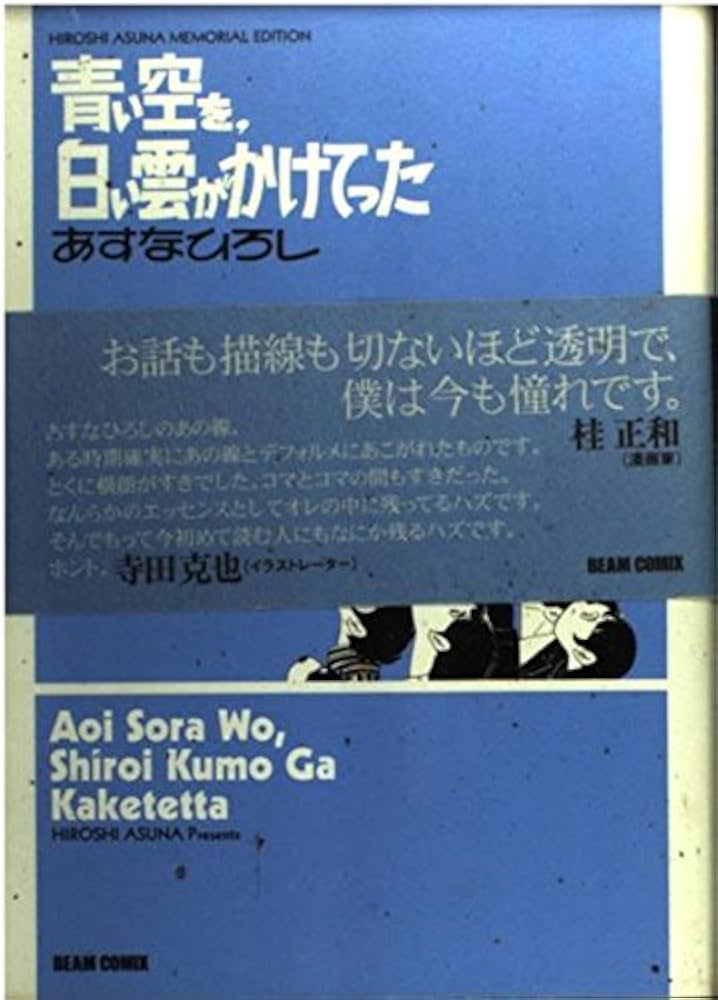 HIROSHI ASUNA MEMORIAL EDITION
青い空を,
白い雲がかけてった
あすなひろし
お話も描線も切ないほど透明で、
僕は今も憧れです。
桂 正和
(漫画家)
あすなひろしのあの線。
ある時期確実にあの線とデフォルメにあこがれたものです。
とくに横顔がすきでした。コマとコマの間もすきだった。
なんらかのエッセンスとしてオレの中に残ってるハズです。
そんでもって今初めて読む人にもなにか残るハズです。
ホント。寺田克也(イラストレーター)
BEAM COMIX
Aoi Sora Wo,
Shiroi Kumo Ga
Kaketetta
HIROSHI ASUNA Presents
BEAM COMIX